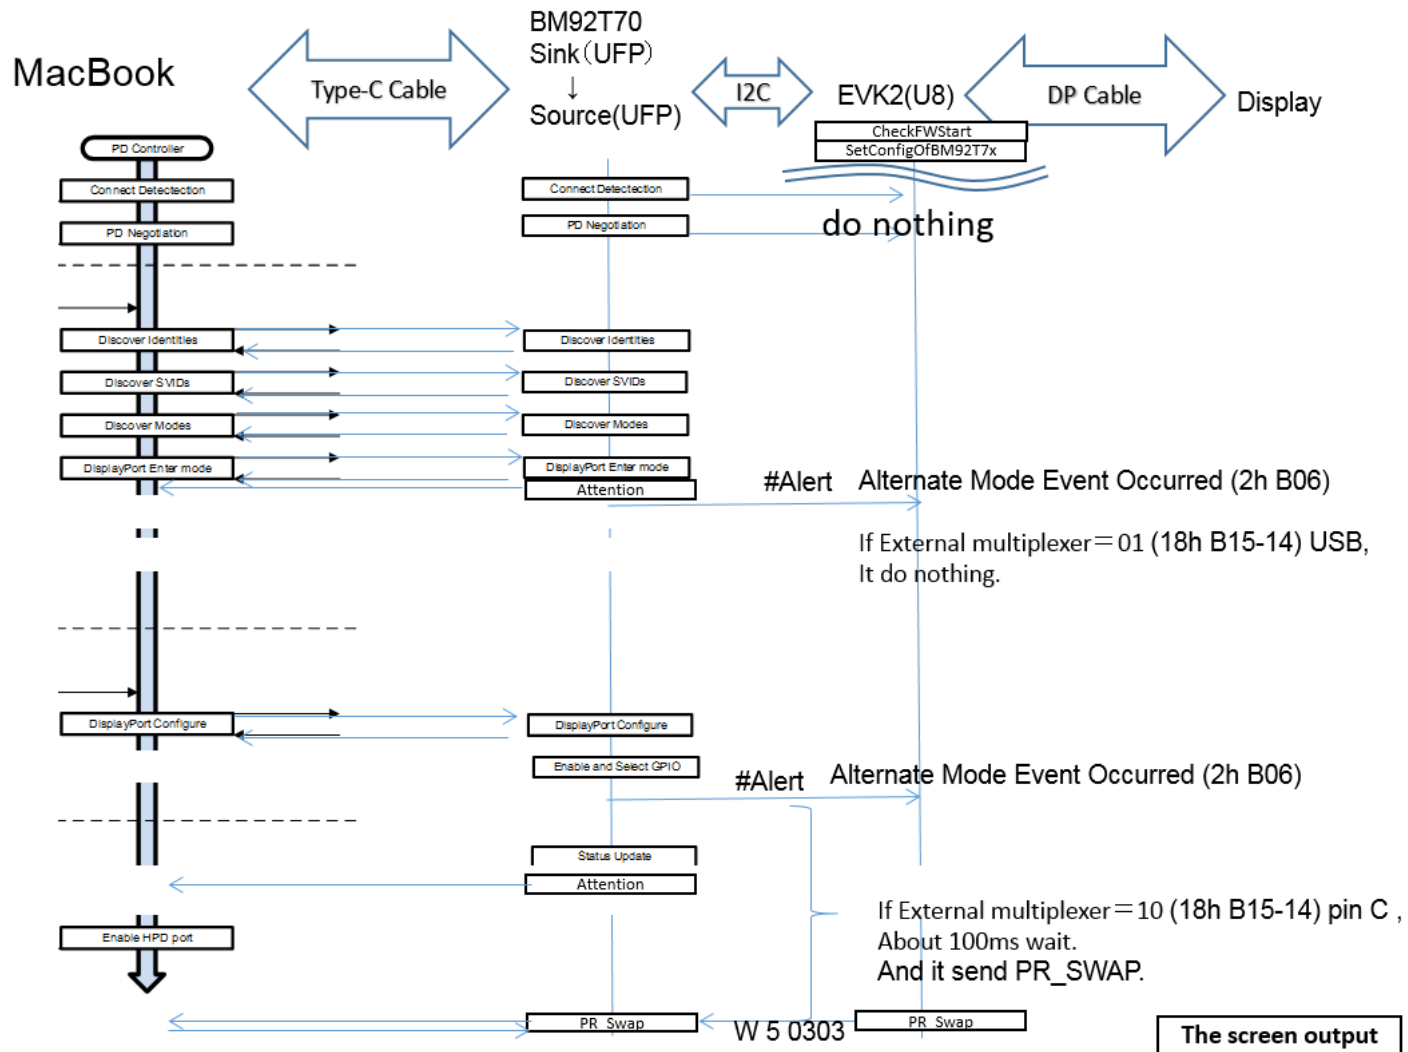 MacBook
Type-C Cable
BM92T70
Sink(UFP)
↓
Source(UFP)
I2C
EVK2(U8)
DP Cable
Display
CheckFWStart
SetConfigOfBM92T7x
PD Controller
Connect Detectection
Connect Detectection
PD Negotiation
PD Negotiation
do nothing
Discover Identities
Discover Identities
Discover SVIDs
Discover SVIDs
Discover Modes
Discover Modes
DisplayPort Enter mode
DisplayPort Enter mode
Attention
#Alert
Alternate Mode Event Occurred (2h B06)
If External multiplexer=01 (18h B15-14) USB,
It do nothing.
DisplayPort Configure
DisplayPort Configure
Enable and Select GPIO
#Alert
Alternate Mode Event Occurred (2h B06)
Status Update
Attention
If External multiplexer=10 (18h B15-14) pin C ,
About 100ms wait.
And it send PR_SWAP.
Enable HPD port
PR_Swap
W 5 0303
PR_Swap
The screen output